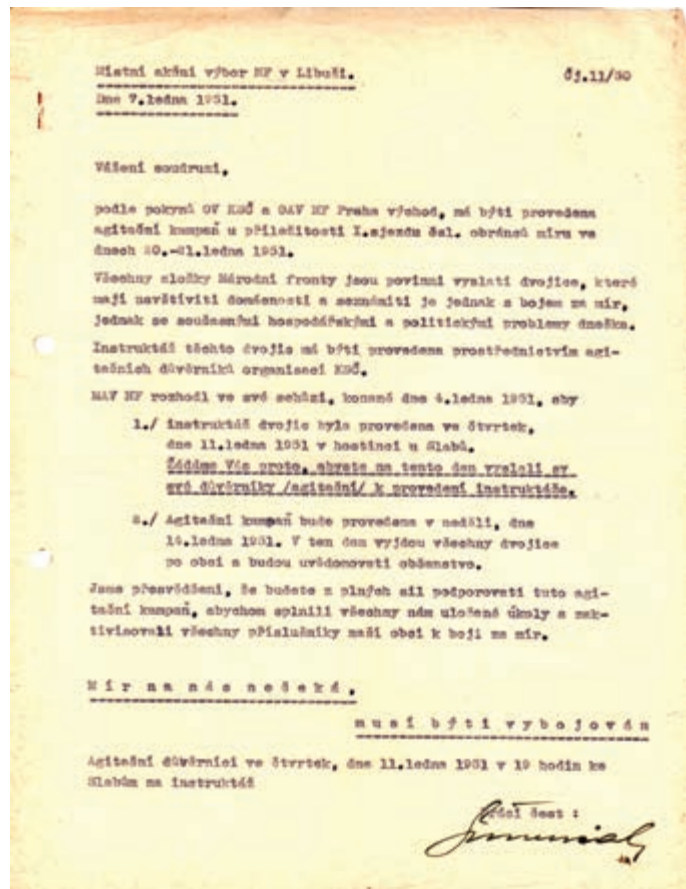 Místní akční výbor NF v Libuši. čj.11/50
Dne 7.ledna 1951.
Vážení soudruzi,
podle pokynů OV KSČ a OAV NF Praha východ, má býti provedena
agitační kampaň u příležitosti I.sjezdu čsl. obránců míru ve
dnech 20.-21.ledna 1951.
Všechny složky Národní fronty jsou povinni vyslati dvojice, které
mají navštíviti domácnosti a seznámiti je jednak s bojem za mír,
jednak se současnými hospodářskými a politickými problemy dneška.
Instruktáž těchto dvojic má býti provedena prostřednictvím agi-
tačních důvěrníků organisací KSČ.
MAV NF rozhodl ve své schůzi, konané dne 4.ledna 1951, aby
1./ instruktáž dvojic byla provedena ve čtvrtek,
dne 11.ledna 1951 v hostinci u Slabů.
Žádáme Vás proto, abyste na tento den vyslali sv
své důvěrníky /agitační/ k provedení instruktáže.
2./ Agitační kampaň bude provedena v neděli, dne
14.ledna 1951. V ten den vyjdou všechny dvojice
po obci a budou uvědomovati občanstvo.
Jsme přesvědčeni, že budete z plných sil podporovati tuto agi-
tační kampaň, abychom splnili všechny nám uložené úkoly a zak-
tivisovali všechny příslušníky naší obci k boji za mír.
Mír na nás nečeká,
musí býti vybojován
Agitační důvěrníci ve čtvrtek, dne 11.ledna 1951 v 19 hodin ke
Slabům na instruktáž
čest :